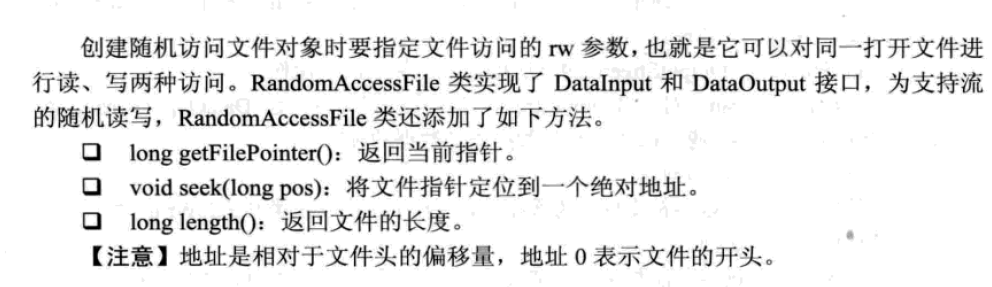 创建随机访问文件对象时要指定文件访问的 rw 参数，也就是它可以对同一打开文件进
行读、写两种访问。RandomAccessFile 类实现了 DataInput 和 DataOutput 接口，为支持流
的随机读写，RandomAccessFile 类还添加了如下方法。
❑ long getFilePointer()：返回当前指针。
❑ void seek(long pos)：将文件指针定位到一个绝对地址。
❑ long length()：返回文件的长度。
【注意】地址是相对于文件头的偏移量，地址 0 表示文件的开头。